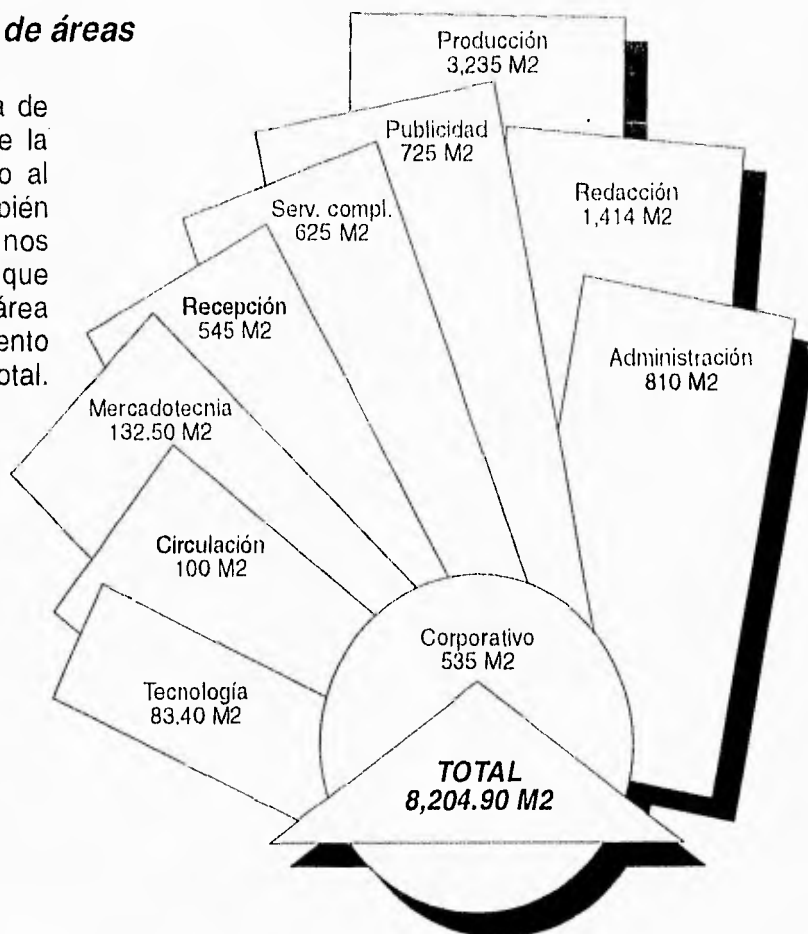 de áreas
a de
e la
o al
bién
nos
que
área
ento
otal.
Producción
3,235 M2
Publicidad
725 M2
Redacción
1,414 M2
Serv. compl.
625 M2
Recepción
545 M2
Administración
810 M2
Mercadotecnia
132.50 M2
Circulación
100 M2
Corporativo
535 M2
Tecnología
83.40 M2
TOTAL
8,204.90 M2